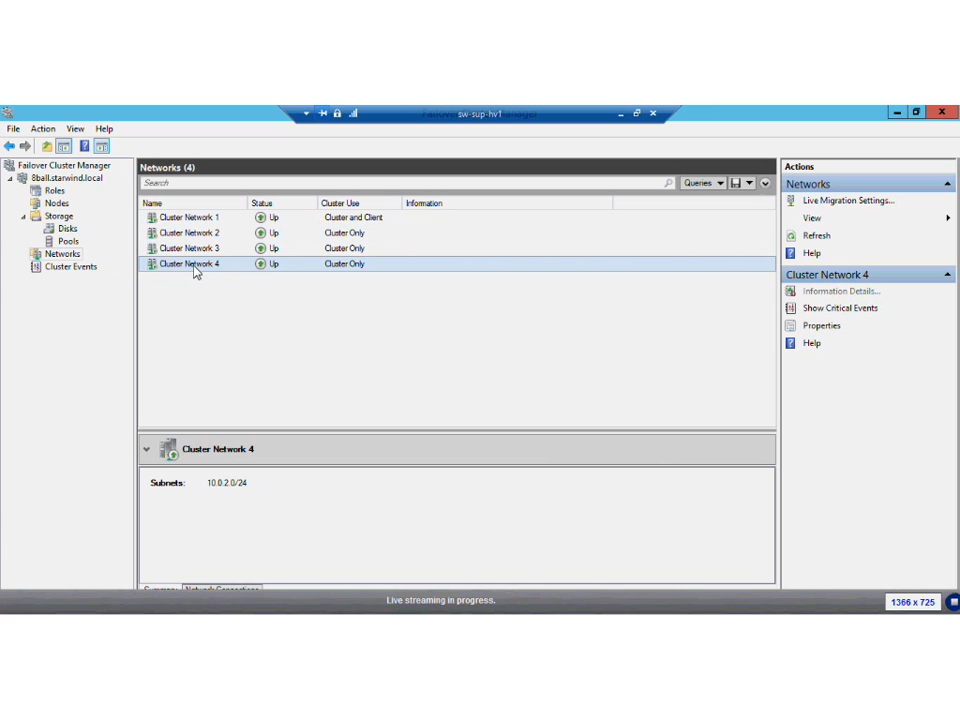 sw-sup-hv1
File Action View Help
Failover Cluster Manager
8ball.starwind.local
Roles
Nodes
Storage
Disks
Pools
Networks
Cluster Events
Networks (4)
Search
Queries
Name Status Cluster Use Information
Cluster Network 1 Up Cluster and Client
Cluster Network 2 Up Cluster Only
Cluster Network 3 Up Cluster Only
Cluster Network 4 Up Cluster Only
Cluster Network 4
Subnets: 10.0.2.0/24
Summary Network Connections
Actions
Networks
Live Migration Settings...
View
Refresh
Help
Cluster Network 4
Information Details...
Show Critical Events
Properties
Help
Live streaming in progress.
1366 x 725